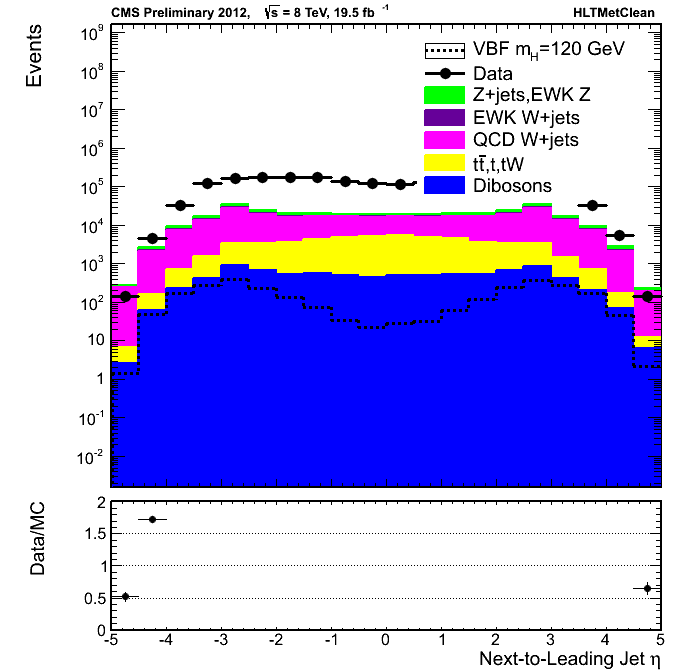 CMS Preliminary 2012, √s = 8 TeV, 19.5 fb⁻¹ HLTMetClean
Events
10⁹
10⁸
10⁷
10⁶
10⁵
10⁴
10³
10²
10
1
10⁻¹
10⁻²
VBF m_H=120 GeV
Data
Z+jets,EWK Z
EWK W+jets
QCD W+jets
tt̄,t,tW
Dibosons
Data/MC
2
1.5
1
0.5
0
-5 -4 -3 -2 -1 0 1 2 3 4 5
Next-to-Leading Jet η